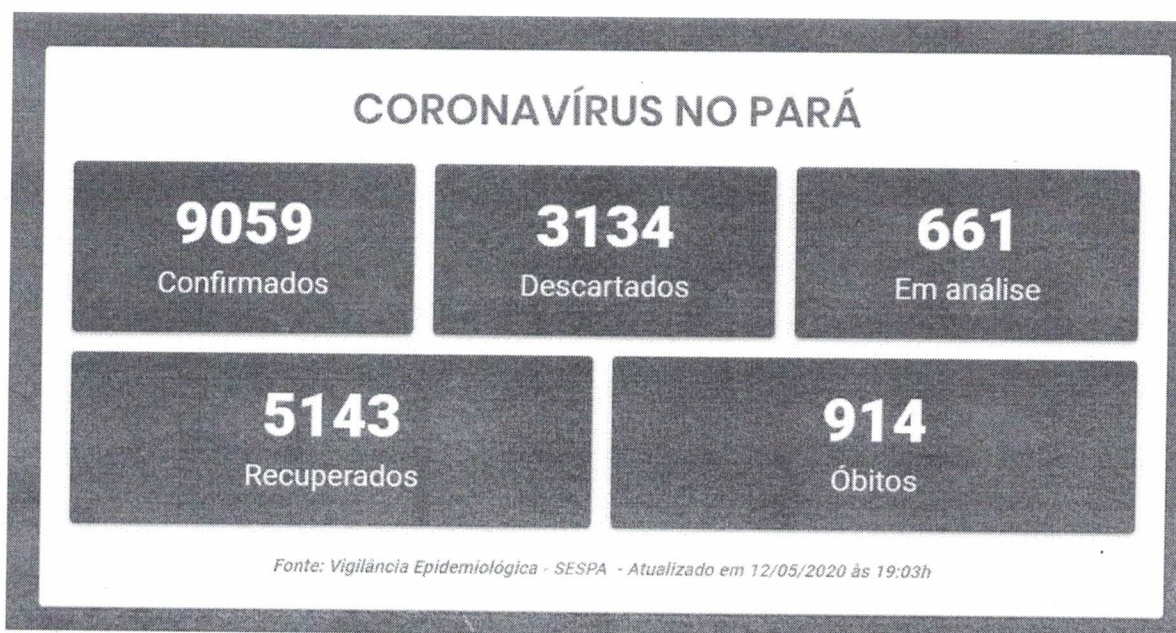 CORONAVÍRUS NO PARÁ
9059
Confirmados
3134
Descartados
661
Em análise
5143
Recuperados
914
Óbitos
Fonte: Vigilância Epidemiológica - SESPA - Atualizado em 12/05/2020 às 19:03h